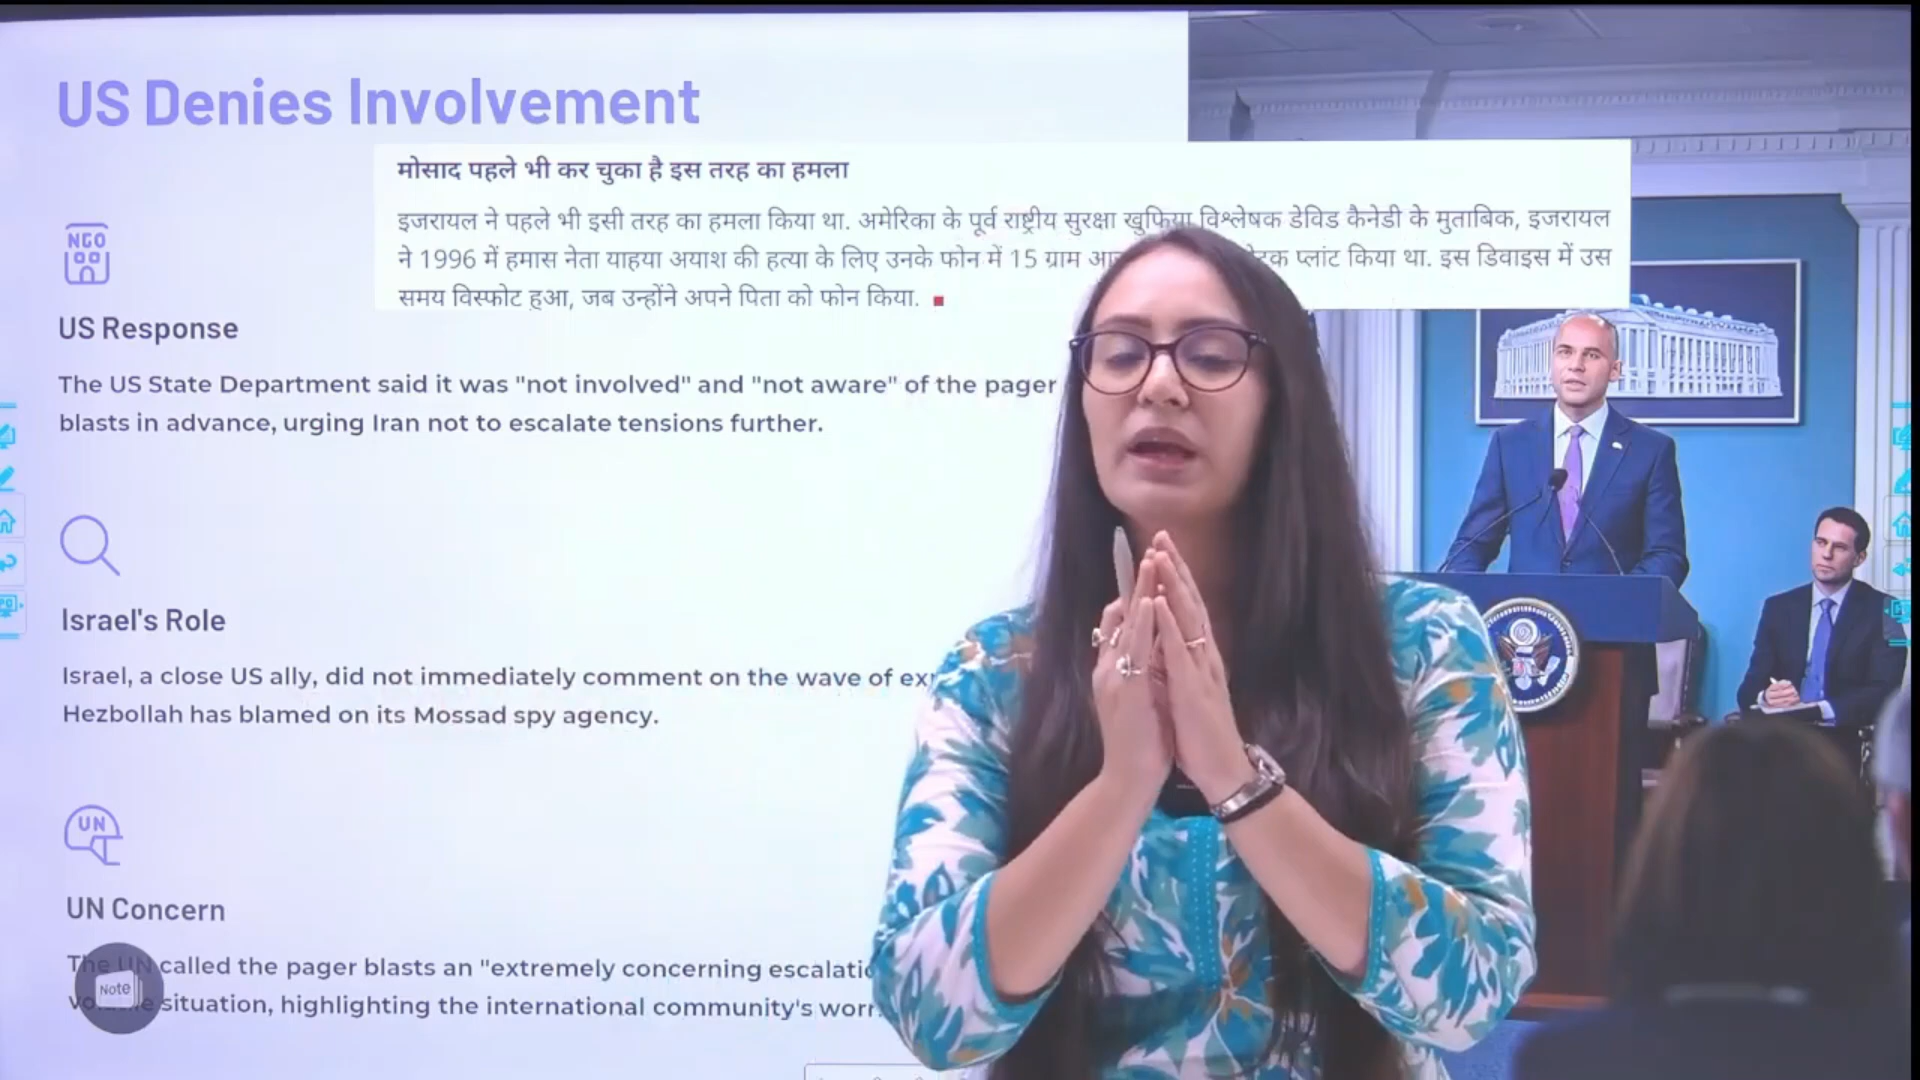 US Denies Involvement
मोसाद पहले भी कर चुका है इस तरह का हमला
इजरायल ने पहले भी इसी तरह का हमला किया था. अमेरिका के पूर्व राष्ट्रीय सुरक्षा खुफिया विश्लेषक डेविड कैनेडी के मुताबिक, इजरायल
ने 1996 में हमास नेता याहया अयाश की हत्या के लिए उनके फोन में 15 ग्राम प्लांट किया था. इस डिवाइस में उस
समय विस्फोट हुआ, जब उन्होंने अपने पिता को फोन किया.
NGO
US Response
The US State Department said it was "not involved" and "not aware" of the pager
blasts in advance, urging Iran not to escalate tensions further.
Israel's Role
Israel, a close US ally, did not immediately comment on the wave of
Hezbollah has blamed on its Mossad spy agency.
UN
UN Concern
The UN called the pager blasts an "extremely concerning
situation, highlighting the international community's
Note